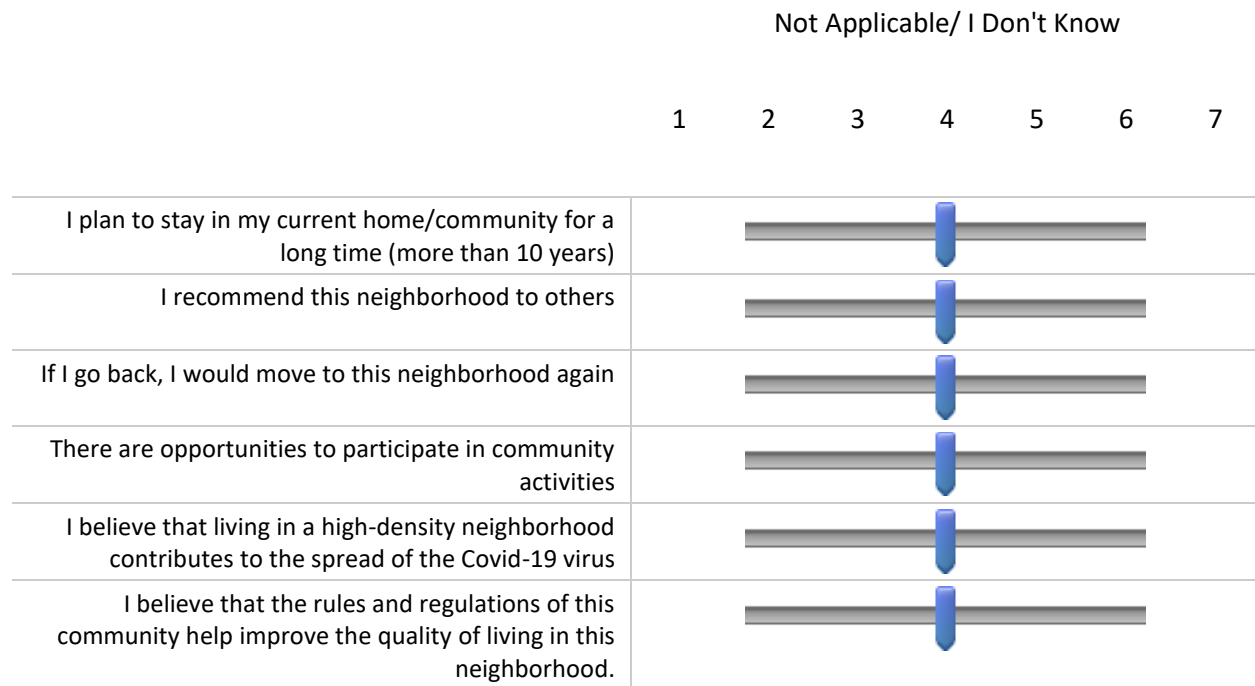 Not Applicable/ I Don't Know
1 2 3 4 5 6 7
I plan to stay in my current home/community for a
long time (more than 10 years)
I recommend this neighborhood to others
If I go back, I would move to this neighborhood again
There are opportunities to participate in community
activities
I believe that living in a high-density neighborhood
contributes to the spread of the Covid-19 virus
I believe that the rules and regulations of this
community help improve the quality of living in this
neighborhood.